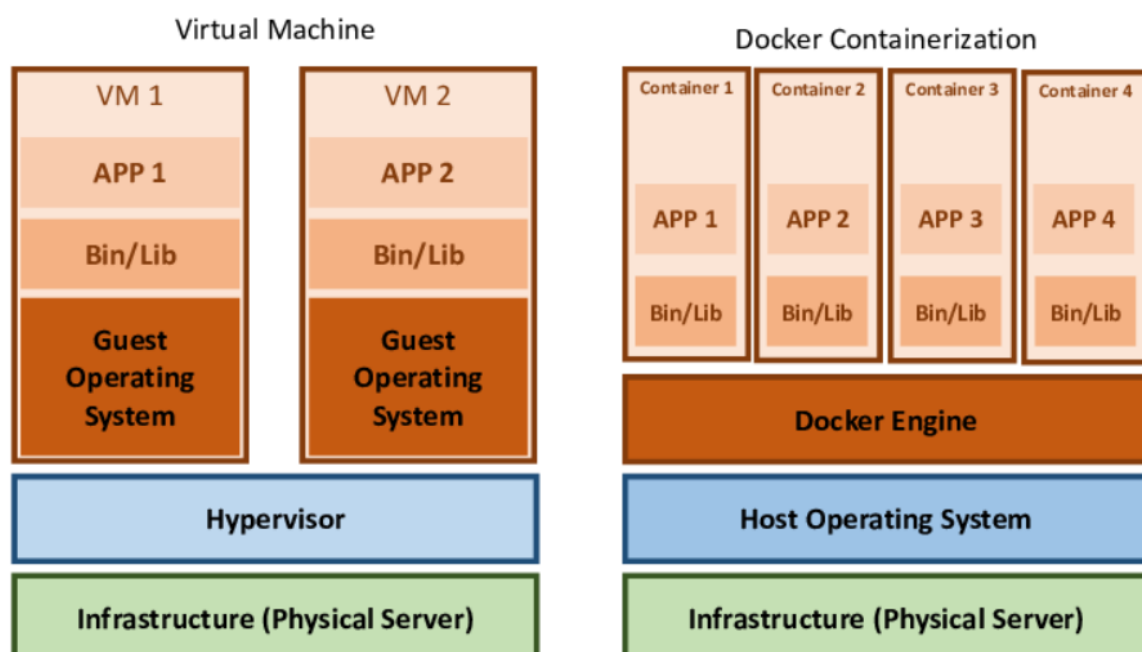 Virtual Machine
VM 1
APP 1
Bin/Lib
Guest
Operating
System
VM 2
APP 2
Bin/Lib
Guest
Operating
System
Hypervisor
Infrastructure (Physical Server)
Docker Containerization
Container 1
APP 1
Bin/Lib
Container 2
APP 2
Bin/Lib
Container 3
APP 3
Bin/Lib
Container 4
APP 4
Bin/Lib
Docker Engine
Host Operating System
Infrastructure (Physical Server)